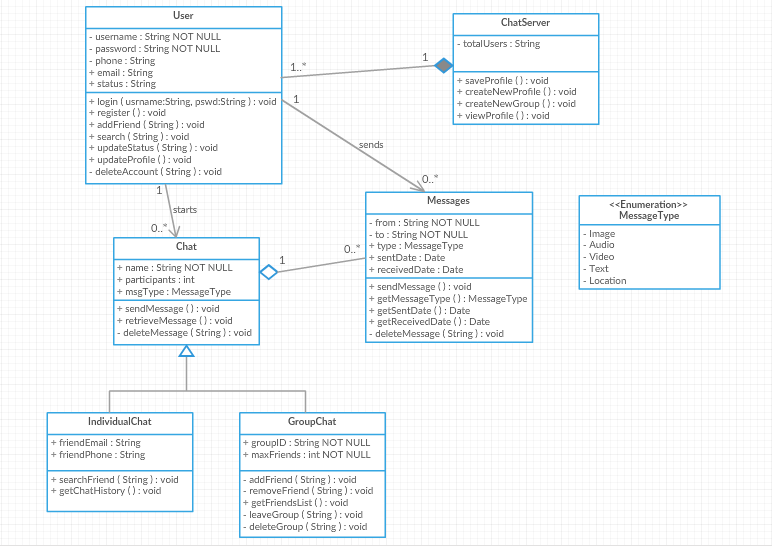 User
- username : String NOT NULL
- password : String NOT NULL
- phone : String
+ email : String
+ status : String
+ login ( usrname:String, pswd:String ) : void
+ register ( ) : void
+ addFriend ( String ) : void
+ search ( String ) : void
+ updateStatus ( String ) : void
+ updateProfile ( ) : void
- deleteAccount ( String ) : void
ChatServer
- totalUsers : String
+ saveProfile ( ) : void
+ createNewProfile ( ) : void
+ createNewGroup ( ) : void
+ viewProfile ( ) : void
1..*
1
1
sends
0..*
1
starts
0..*
Messages
- from : String NOT NULL
- to : String NOT NULL
+ type : MessageType
+ sentDate : Date
+ receivedDate : Date
+ sendMessage ( ) : void
+ getMessageType ( ) : MessageType
+ getSentDate ( ) : Date
+ getReceivedDate ( ) : Date
- deleteMessage ( String ) : void
<<Enumeration>>
MessageType
- Image
- Audio
- Video
- Text
- Location
Chat
+ name : String NOT NULL
+ participants : int
+ msgType : MessageType
+ sendMessage ( ) : void
+ retrieveMessage ( ) : void
- deleteMessage ( String ) : void
1
0..*
IndividualChat
+ friendEmail : String
+ friendPhone : String
+ searchFriend ( String ) : void
+ getChatHistory ( ) : void
GroupChat
+ groupID : String NOT NULL
+ maxFriends : int NOT NULL
- addFriend ( String ) : void
- removeFriend ( String ) : void
+ getFriendsList ( ) : void
- leaveGroup ( String ) : void
- deleteGroup ( String ) : void